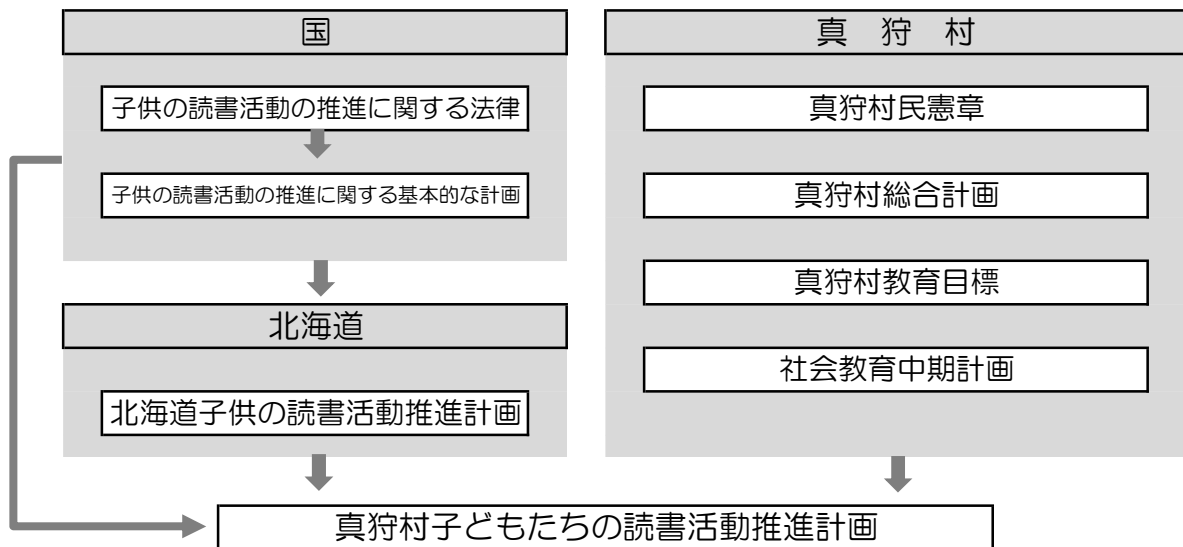 国
子供の読書活動の推進に関する法律
子供の読書活動の推進に関する基本的な計画
北海道
北海道子供の読書活動推進計画
真 狩 村
真狩村民憲章
真狩村総合計画
真狩村教育目標
社会教育中期計画
真狩村子どもたちの読書活動推進計画